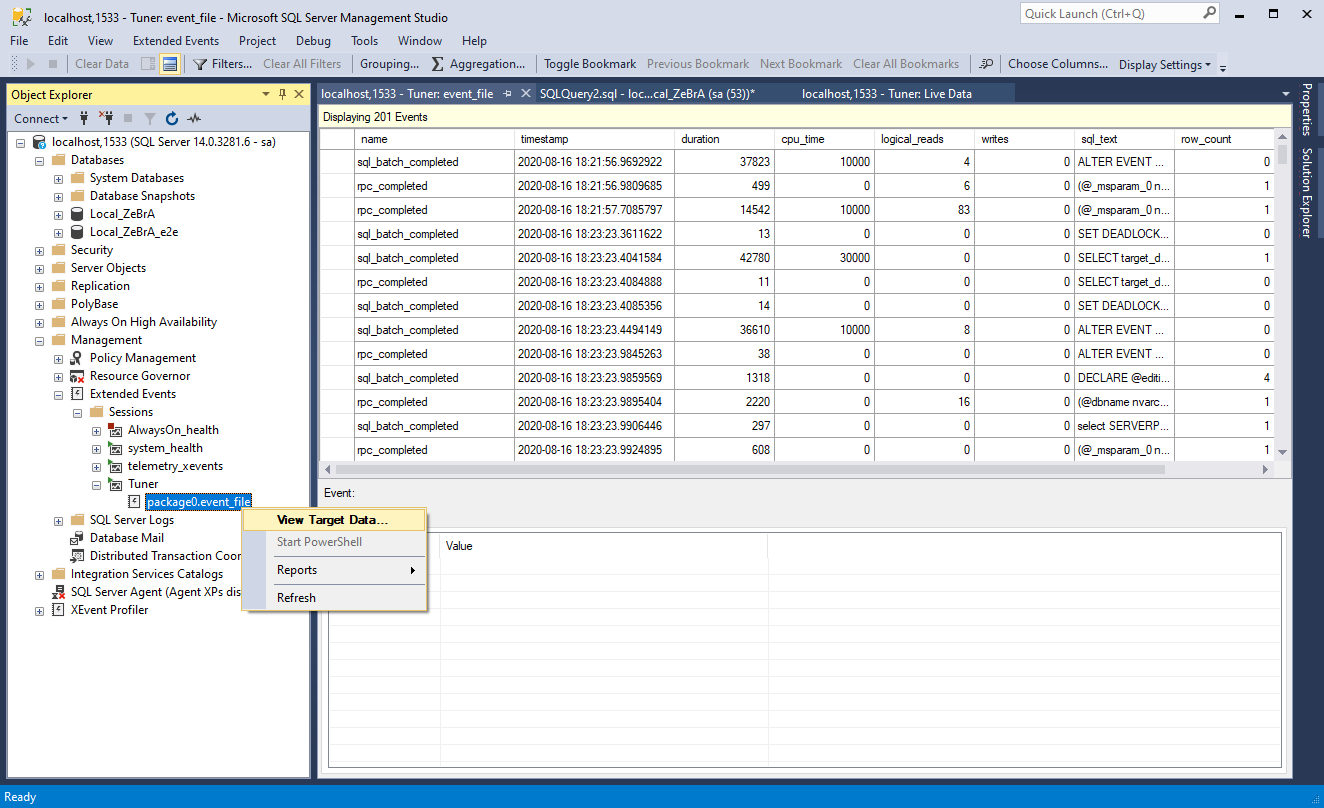 localhost,1533 - Tuner: event_file - Microsoft SQL Server Management Studio
Quick Launch (Ctrl+Q)
File Edit View Extended Events Project Debug Tools Window Help
Clear Data Filters... Clear All Filters Grouping... Aggregation... Toggle Bookmark Previous Bookmark Next Bookmark Clear All Bookmarks Choose Columns... Display Settings
Object Explorer
Connect
localhost,1533 (SQL Server 14.0.3281.6 - sa)
Databases
System Databases
Database Snapshots
Local_ZeBrA
Local_ZeBrA_e2e
Security
Server Objects
Replication
PolyBase
Always On High Availability
Management
Policy Management
Resource Governor
Extended Events
Sessions
AlwaysOn_health
system_health
telemetry_xevents
Tuner
package0.event_file
SQL Server Logs
Database Mail
Distributed Transaction Coor
Integration Services Catalogs
SQL Server Agent (Agent XPs dis
XEvent Profiler
View Target Data...
Start PowerShell
Reports
Refresh
localhost,1533 - Tuner: event_file SQLQuery2.sql - loc...cal_ZeBrA (sa (53))* localhost,1533 - Tuner: Live Data
Displaying 201 Events
name timestamp duration cpu_time logical_reads writes sql_text row_count
sql_batch_completed 2020-08-16 18:21:56.9692922 37823 10000 4 0 ALTER EVENT ... 0
rpc_completed 2020-08-16 18:21:56.9809685 499 0 6 0 (@_msparam_0 n... 1
rpc_completed 2020-08-16 18:21:57.7085797 14542 10000 83 0 (@_msparam_0 n... 1
sql_batch_completed 2020-08-16 18:23:23.3611622 13 0 0 0 SET DEADLOCK... 0
sql_batch_completed 2020-08-16 18:23:23.4041584 42780 30000 0 0 SELECT target_d... 1
rpc_completed 2020-08-16 18:23:23.4084888 11 0 0 0 SELECT target_d... 0
sql_batch_completed 2020-08-16 18:23:23.4085356 14 0 0 0 SET DEADLOCK... 0
sql_batch_completed 2020-08-16 18:23:23.4494149 36610 10000 8 0 ALTER EVENT ... 0
rpc_completed 2020-08-16 18:23:23.9845263 38 0 0 0 ALTER EVENT ... 0
sql_batch_completed 2020-08-16 18:23:23.9859569 1318 0 0 0 DECLARE @editi... 4
rpc_completed 2020-08-16 18:23:23.9895404 2220 0 16 0 (@dbname nvarc... 1
sql_batch_completed 2020-08-16 18:23:23.9906446 297 0 0 0 select SERVERP... 1
rpc_completed 2020-08-16 18:23:23.9924895 608 0 0 0 (@_msparam_0 n... 1
Event:
Value
Properties
Solution Explorer
Ready